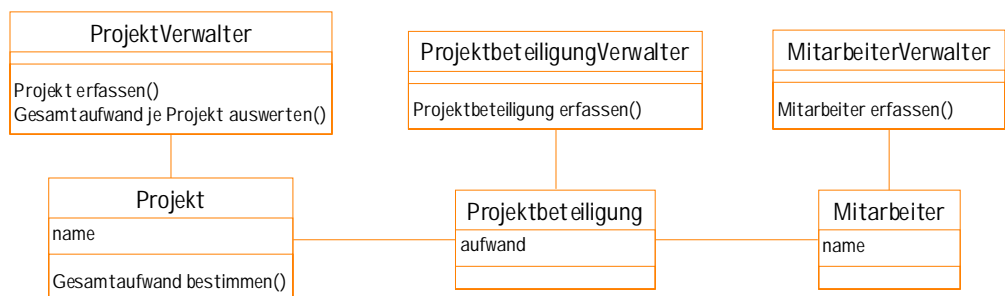 ProjektVerwalter
Projekt erfassen()
Gesamtaufwand je Projekt auswerten()
ProjektbeteiligungVerwalter
Projektbeteiligung erfassen()
MitarbeiterVerwalter
Mitarbeiter erfassen()
Projekt
name
Gesamtaufwand bestimmen()
Projektbeteiligung
aufwand
Mitarbeiter
name